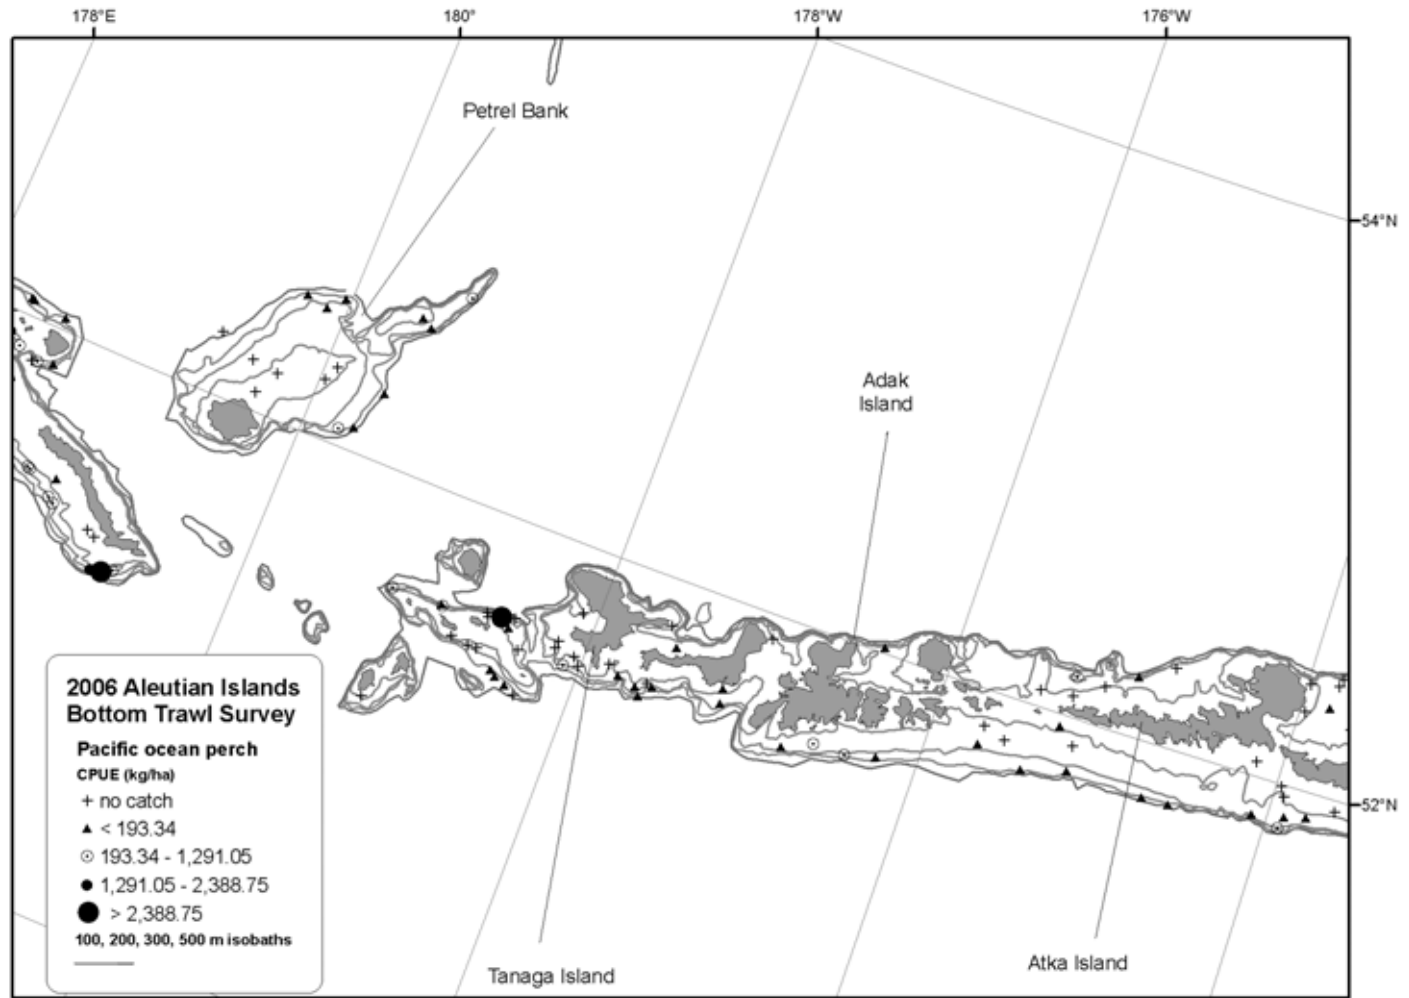 178°E
180°
178°W
176°W
Petrel Bank
54°N
Adak
Island
2006 Aleutian Islands
Bottom Trawl Survey
Pacific ocean perch
CPUE (kg/ha)
no catch
< 193.34
193.34 - 1,291.05
1,291.05 - 2,388.75
> 2,388.75
100, 200, 300, 500 m isobaths
52°N
Tanaga Island
Atka Island